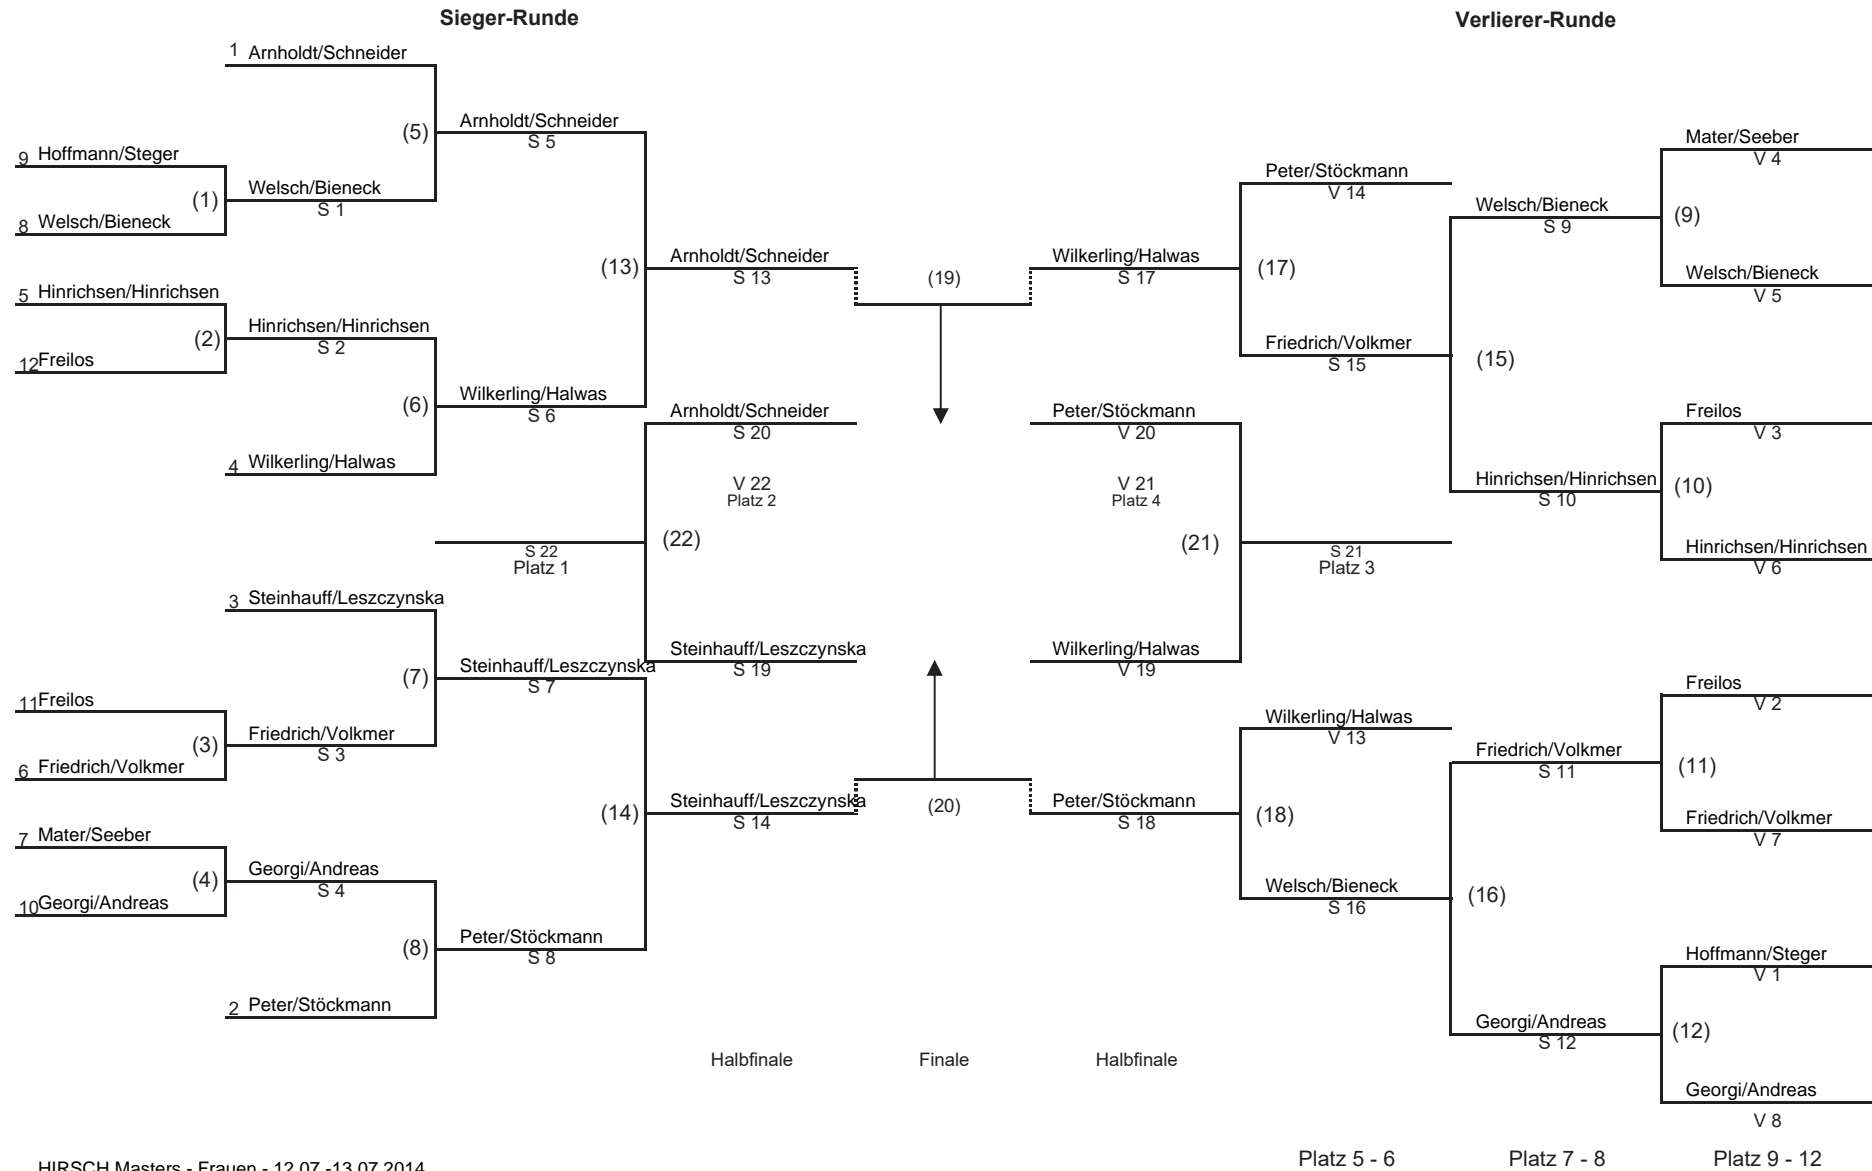 Sieger-Runde
Verlierer-Runde
1 Arnholdt/Schneider
(5)
Arnholdt/Schneider
S 5
9 Hoffmann/Steger
(1)
Welsch/Bieneck
S 1
8 Welsch/Bieneck
(13)
Arnholdt/Schneider
S 13
5 Hinrichsen/Hinrichsen
(2)
Hinrichsen/Hinrichsen
S 2
12 Freilos
(6)
Wilkerling/Halwas
S 6
4 Wilkerling/Halwas
Arnholdt/Schneider
S 20
V 22
Platz 2
(22)
S 22
Platz 1
3 Steinhauff/Leszczynska
(7)
Steinhauff/Leszczynska
S 7
Steinhauff/Leszczynska
S 19
11 Freilos
(3)
Friedrich/Volkmer
S 3
6 Friedrich/Volkmer
(14)
Steinhauff/Leszczynska
S 14
7 Mater/Seeber
(4)
Georgi/Andreas
S 4
10 Georgi/Andreas
(8)
Peter/Stöckmann
S 8
2 Peter/Stöckmann
(19)
(20)
Wilkerling/Halwas
S 17
(17)
Peter/Stöckmann
V 14
Friedrich/Volkmer
S 15
Peter/Stöckmann
V 20
V 21
Platz 4
(21)
S 21
Platz 3
Wilkerling/Halwas
V 19
Wilkerling/Halwas
V 13
Peter/Stöckmann
S 18
(18)
Welsch/Bieneck
S 16
Welsch/Bieneck
S 9
(15)
Hinrichsen/Hinrichsen
S 10
Friedrich/Volkmer
S 11
(16)
Georgi/Andreas
S 12
Mater/Seeber
V 4
(9)
Welsch/Bieneck
V 5
Freilos
V 3
(10)
Hinrichsen/Hinrichsen
V 6
Freilos
V 2
(11)
Friedrich/Volkmer
V 7
Hoffmann/Steger
V 1
(12)
Georgi/Andreas
V 8
Halbfinale
Finale
Halbfinale
Platz 5 - 6
Platz 7 - 8
Platz 9 - 12
HIRSCH Masters - Frauen - 12.07.-13.07.2014